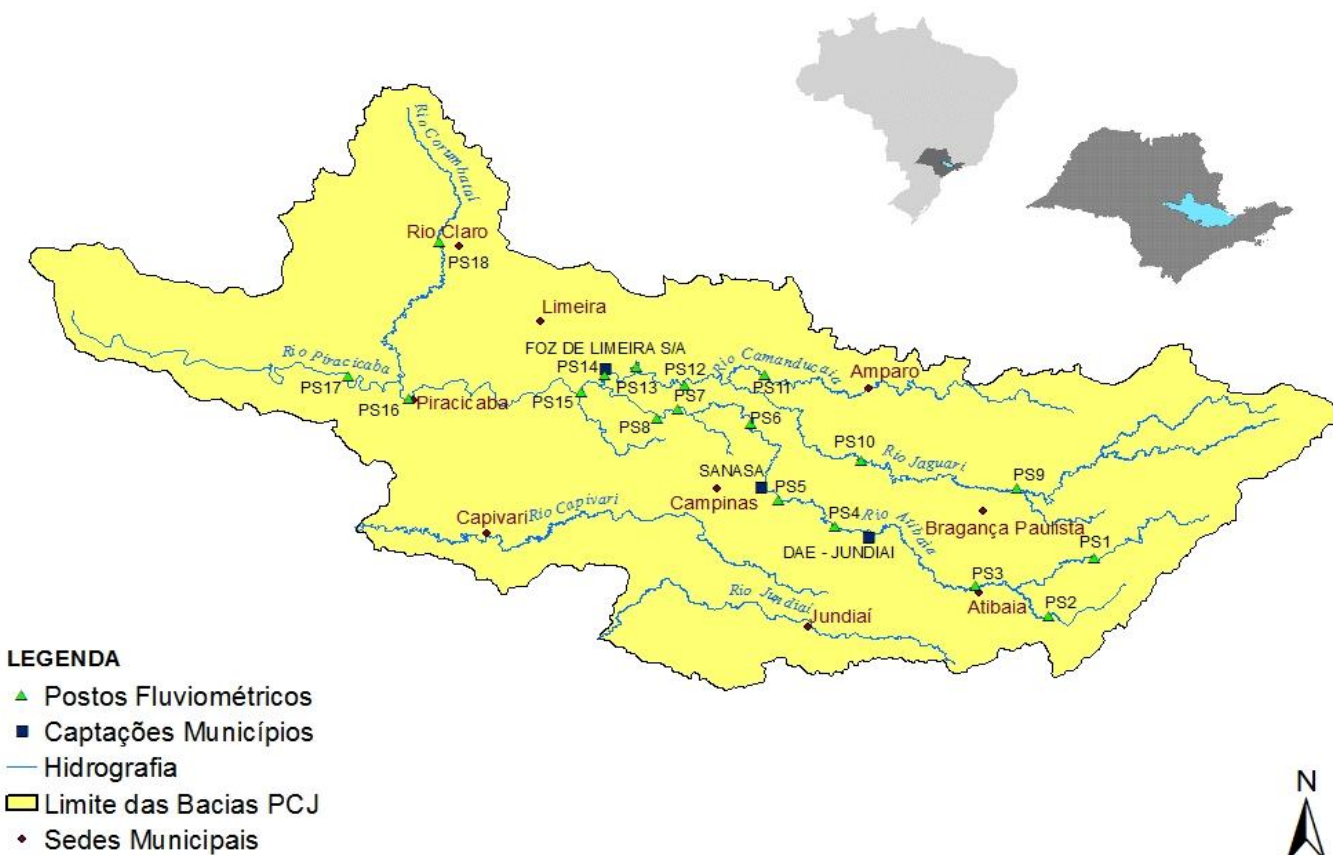 Rio Corumbataí
Rio Claro
PS18
Limeira
FOZ DE LIMEIRA S/A
Rio Piracicaba
PS17
PS16
Piracicaba
PS14
PS13
PS12
PS15
PS7
PS8
Rio Camanducaia
PS11
Amparo
PS6
PS10
Rio Jaguari
PS9
SANASA
Campinas
PS5
PS4
Rio Atibaia
DAE - JUNDIAI
Bragança Paulista
PS1
Capivari
Rio Capivari
PS3
Atibaia
PS2
Rio Jundiaí
Jundiaí
LEGENDA
Postos Fluviométricos
Captações Municípios
Hidrografia
Limite das Bacias PCJ
Sedes Municipais
N